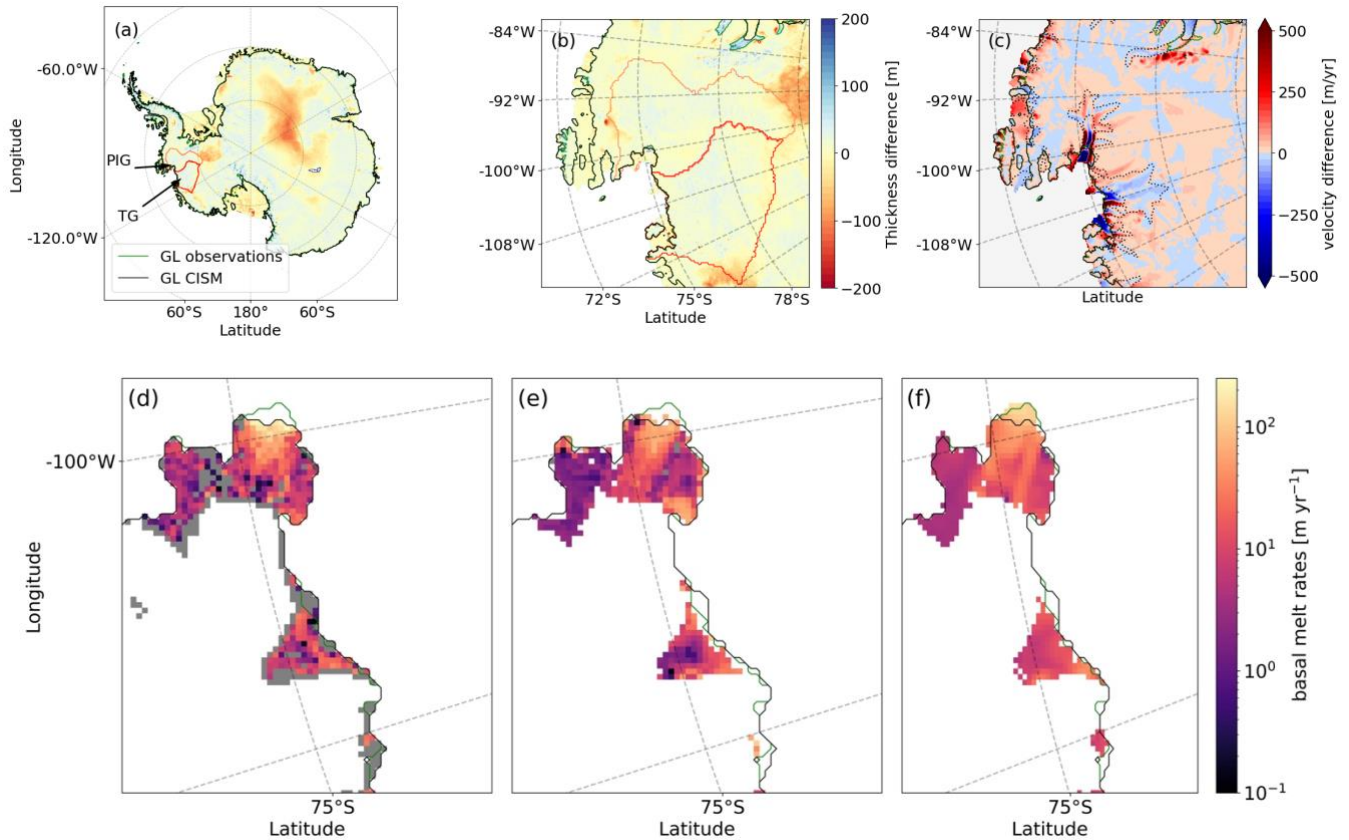 (a)
-60.0°W
PIG
TG
-120.0°W
GL observations
GL CISM
60°S 180° 60°S
Latitude
Longitude
(b)
-84°W
-92°W
-100°W
-108°W
72°S 75°S 78°S
Latitude
200
100
0
−100
−200
Thickness difference [m]
(c)
-84°W
-92°W
-100°W
-108°W
Latitude
500
250
0
−250
−500
velocity difference [m/yr]
(d)
-100°W
Longitude
75°S
Latitude
(e)
75°S
Latitude
(f)
75°S
Latitude
10²
10¹
10⁰
10⁻¹
basal melt rates [m yr⁻¹]